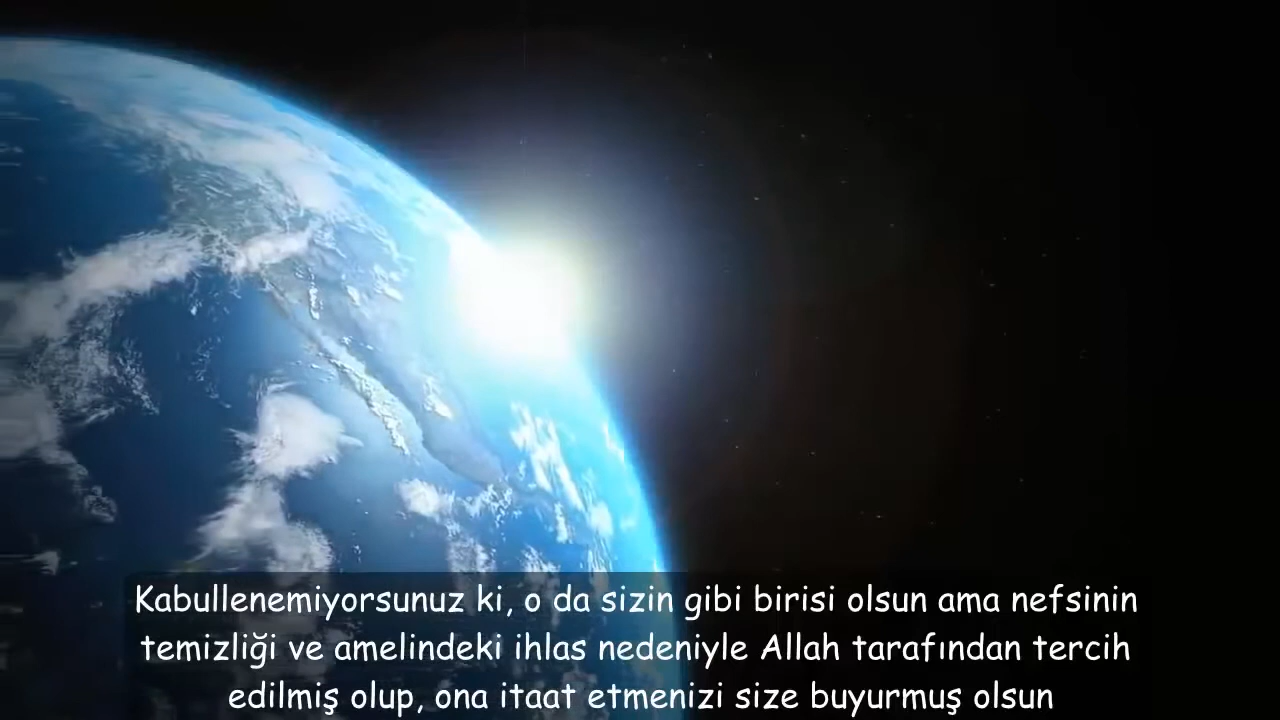 Kabullenemiyorsunuz ki, o da sizin gibi birisi olsun ama nefsinin
temizliği ve amelindeki ihlas nedeniyle Allah tarafından tercih
edilmiş olup, ona itaat etmenizi size buyurmuş olsun